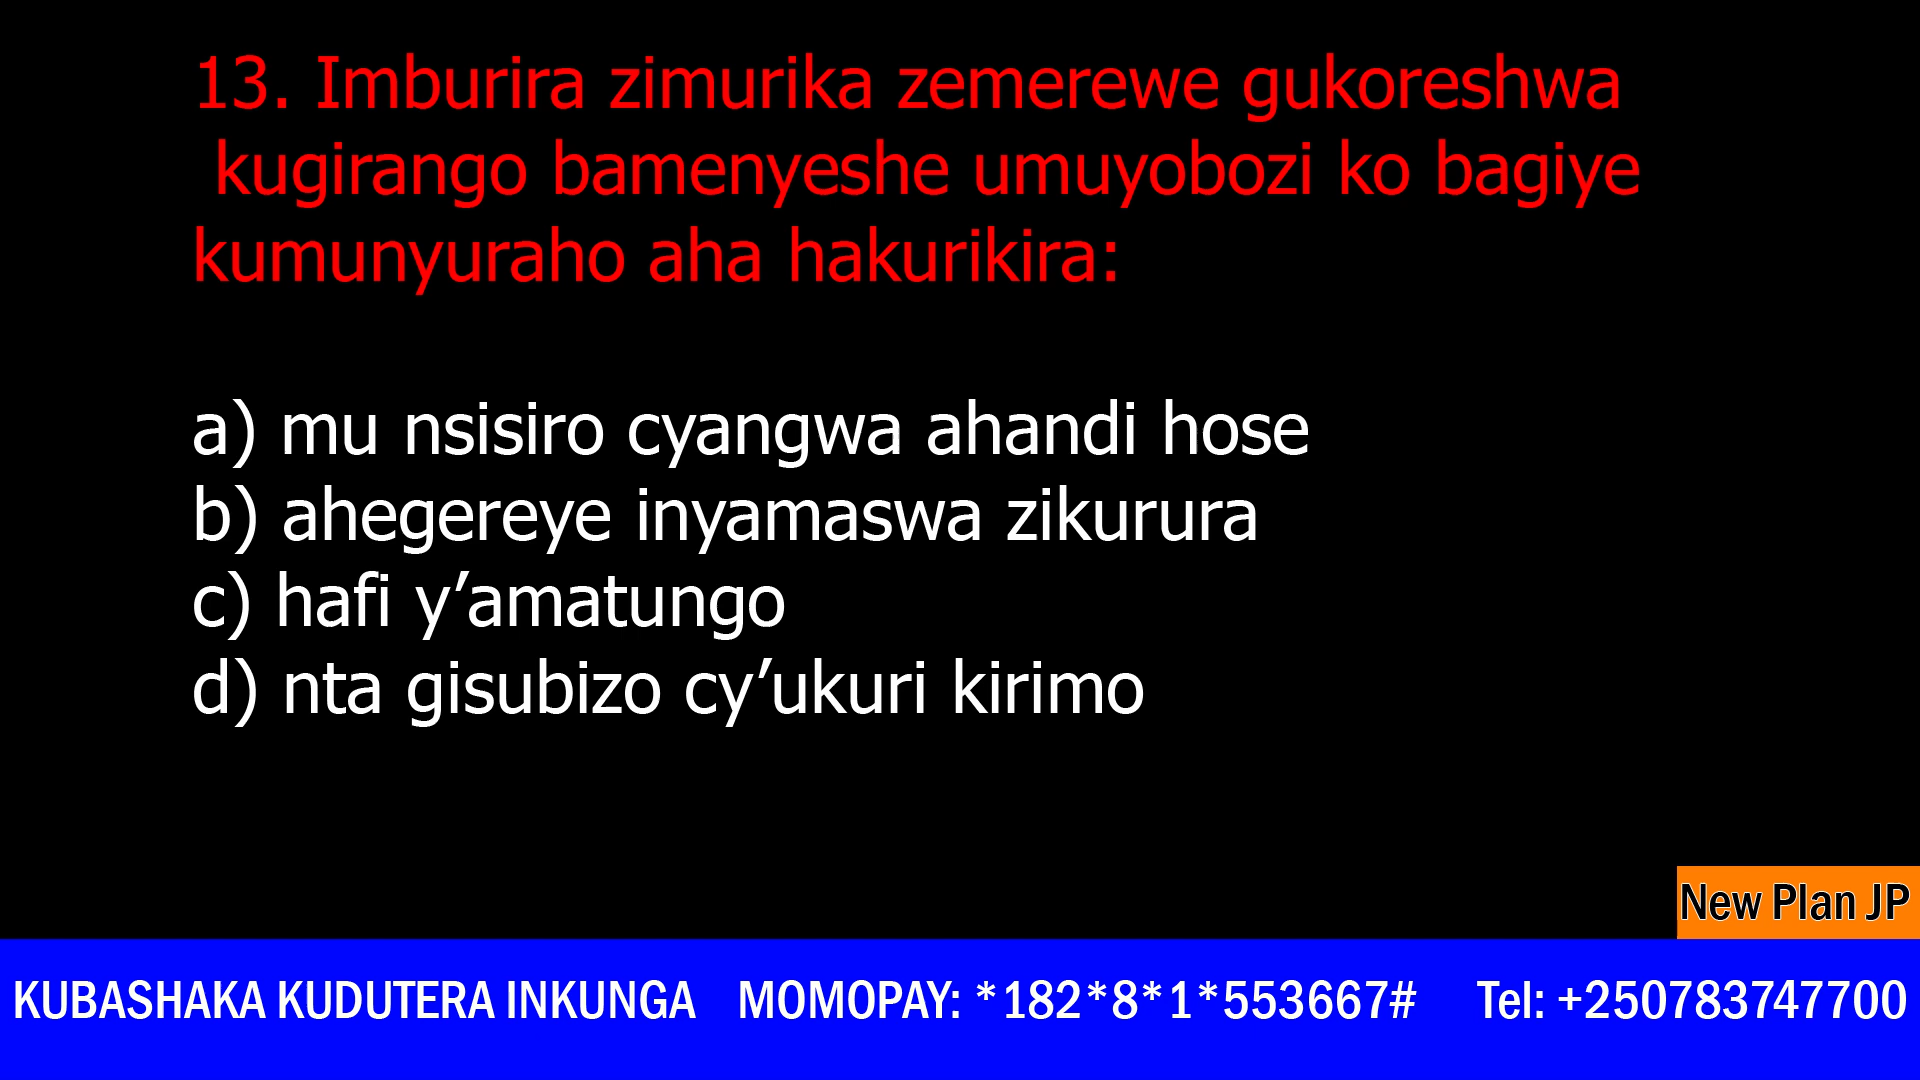 13. Imburira zimurika zemerewe gukoreshwa
kugirango bamenyeshe umuyobozi ko bagiye
kumunyuraho aha hakurikira:
a) mu nsisiro cyangwa ahandi hose
b) ahegereye inyamaswa zikurura
c) hafi y’amatungo
d) nta gisubizo cy’ukuri kirimo
New Plan JP
KUBASHAKA KUDUTERA INKUNGA MOMOPAY: *182*8*1*553667# Tel: +250783747700